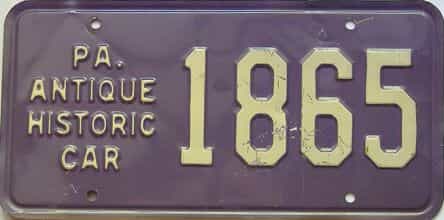 PA.
ANTIQUE
HISTORIC
CAR
1865